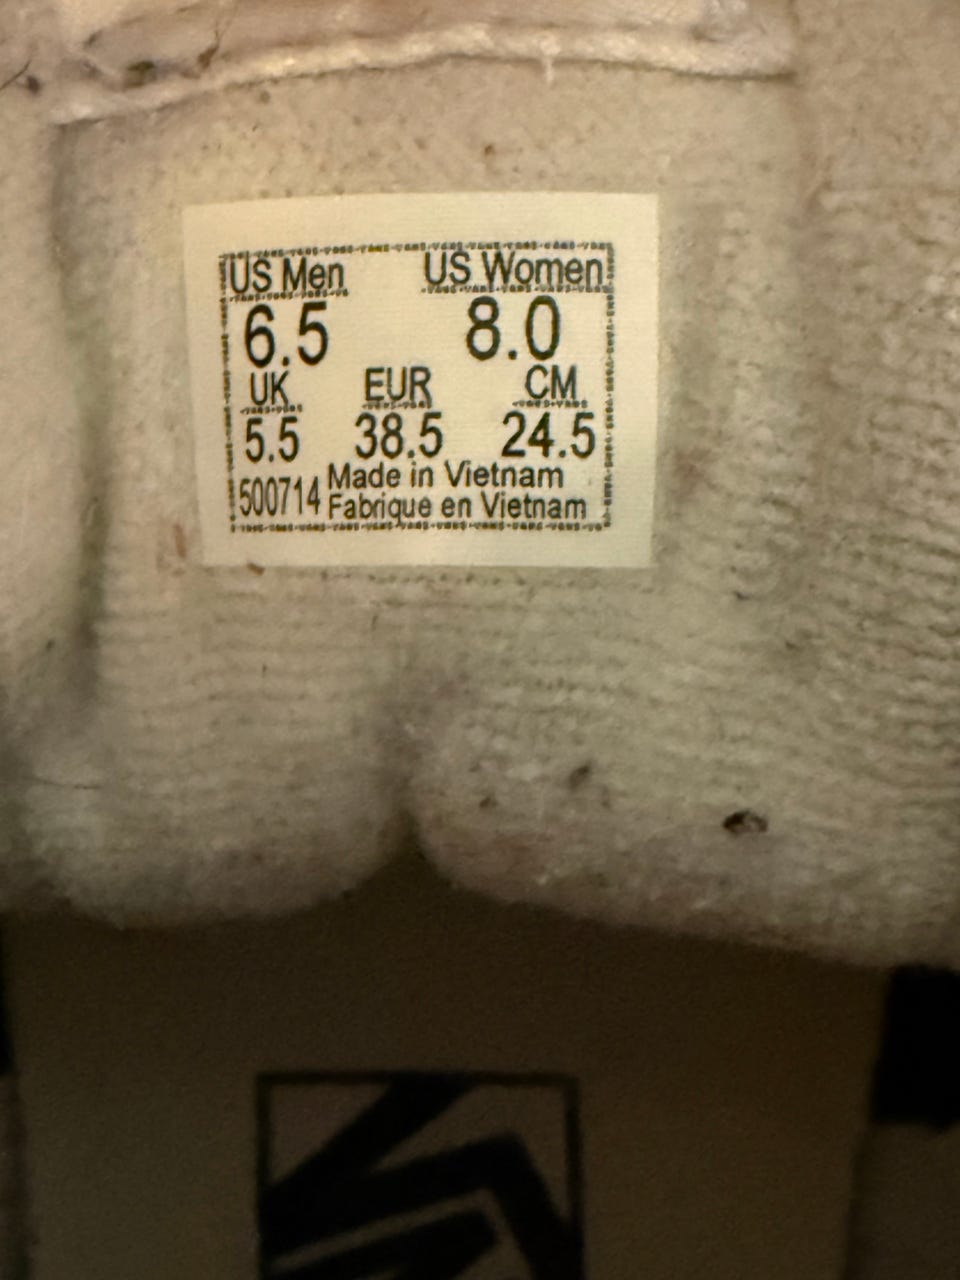 US Men US Women
6.5 8.0
UK EUR CM
5.5 38.5 24.5
500714 Made in Vietnam
Fabrique en Vietnam